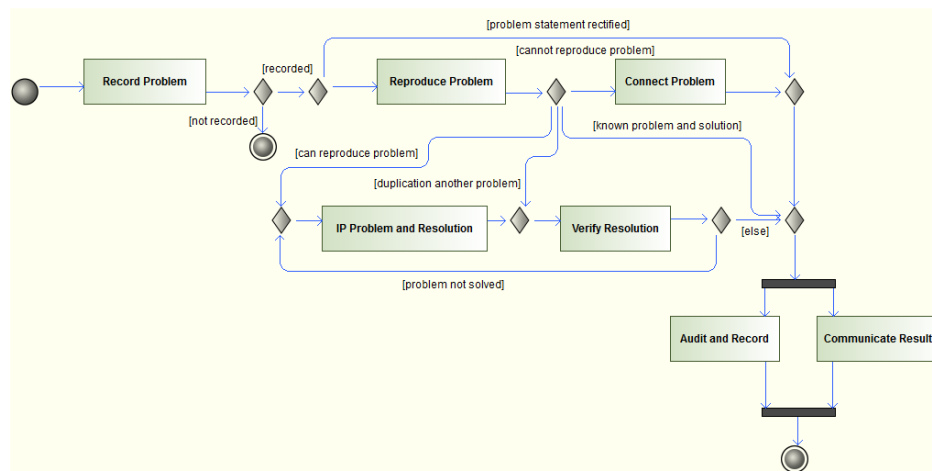 [problem statement rectified]
[cannot reproduce problem]
[recorded]
Record Problem
Reproduce Problem
Connect Problem
[not recorded]
[known problem and solution]
[can reproduce problem]
[duplication another problem]
IP Problem and Resolution
Verify Resolution
[else]
[problem not solved]
Audit and Record
Communicate Result